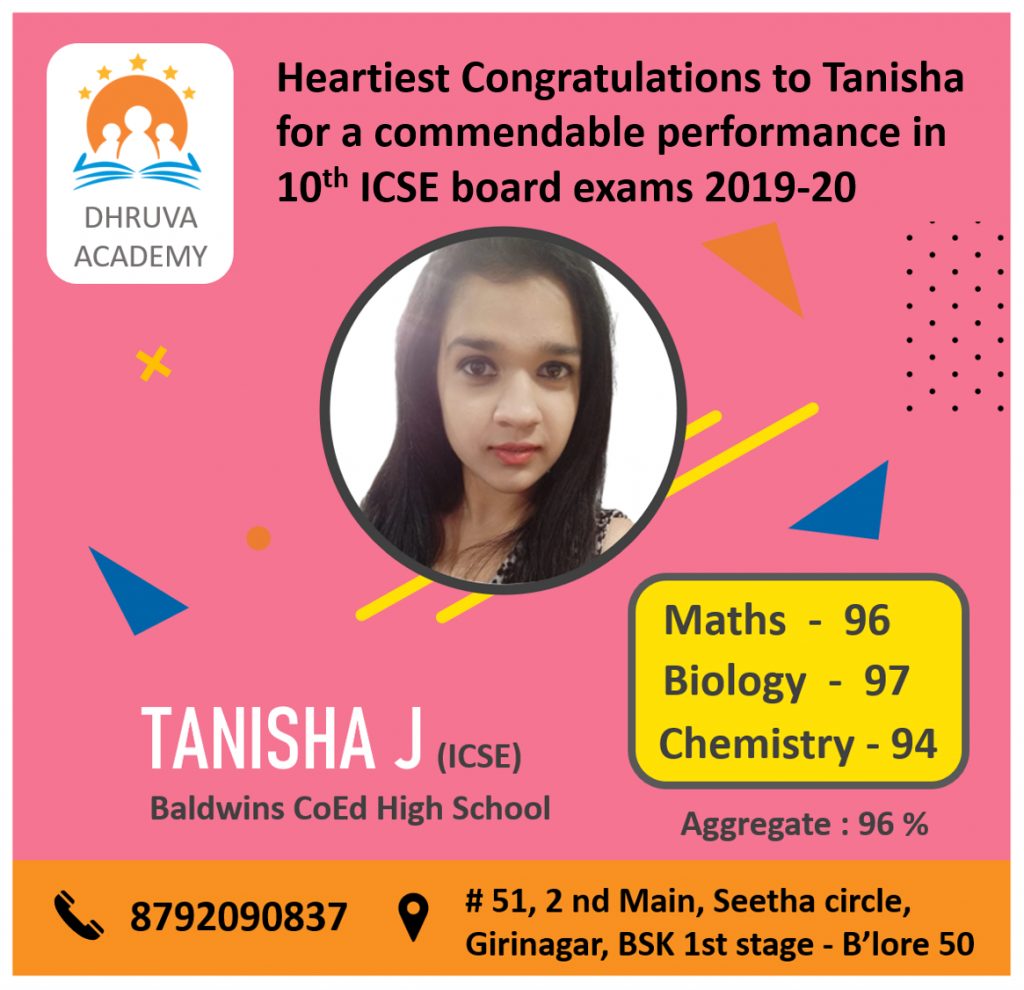 DHRUVA
ACADEMY
Heartiest Congratulations to Tanisha
for a commendable performance in
10th ICSE board exams 2019-20
Maths - 96
Biology - 97
Chemistry - 94
Aggregate : 96 %
TANISHA J (ICSE)
Baldwins CoEd High School
8792090837
# 51, 2 nd Main, Seetha circle,
Girinagar, BSK 1st stage - B'lore 50